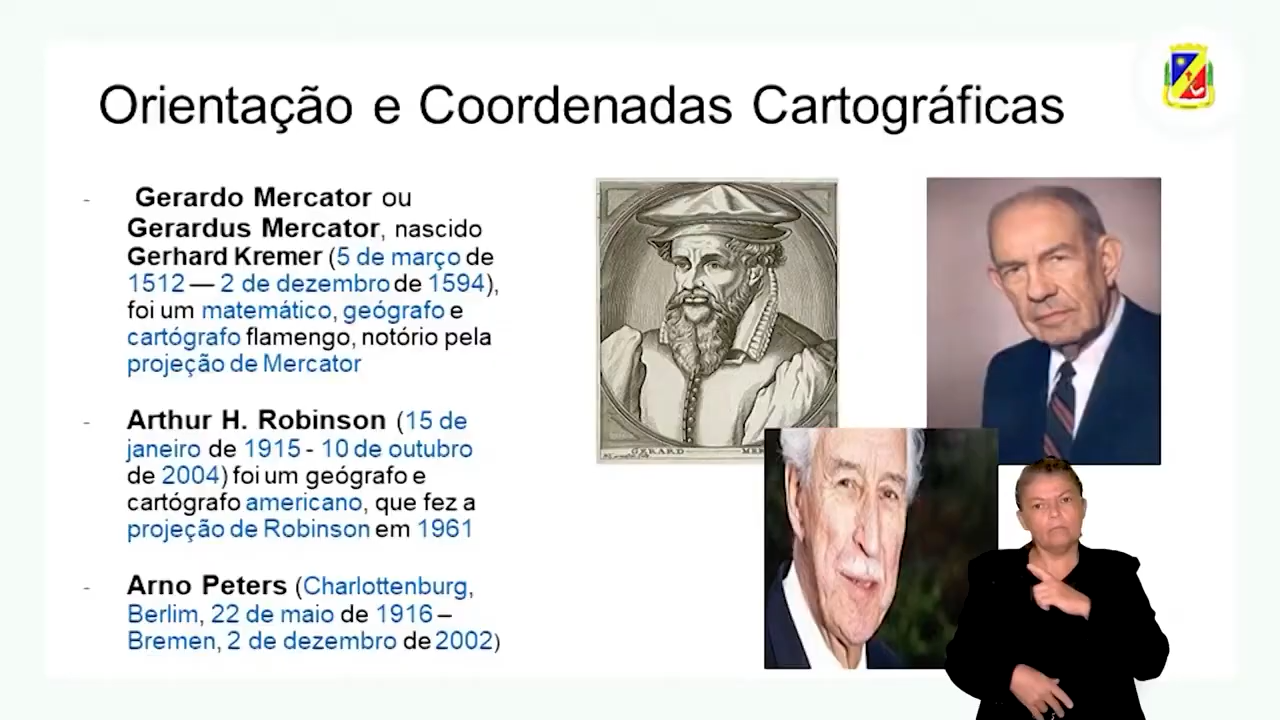 Orientação e Coordenadas Cartográficas
- Gerardo Mercator ou
Gerardus Mercator, nascido
Gerhard Kremer (5 de março de
1512 — 2 de dezembro de 1594),
foi um matemático, geógrafo e
cartógrafo flamengo, notório pela
projeção de Mercator
- Arthur H. Robinson (15 de
janeiro de 1915 - 10 de outubro
de 2004) foi um geógrafo e
cartógrafo americano, que fez a
projeção de Robinson em 1961
- Arno Peters (Charlottenburg,
Berlim, 22 de maio de 1916 –
Bremen, 2 de dezembro de 2002)
GERARD